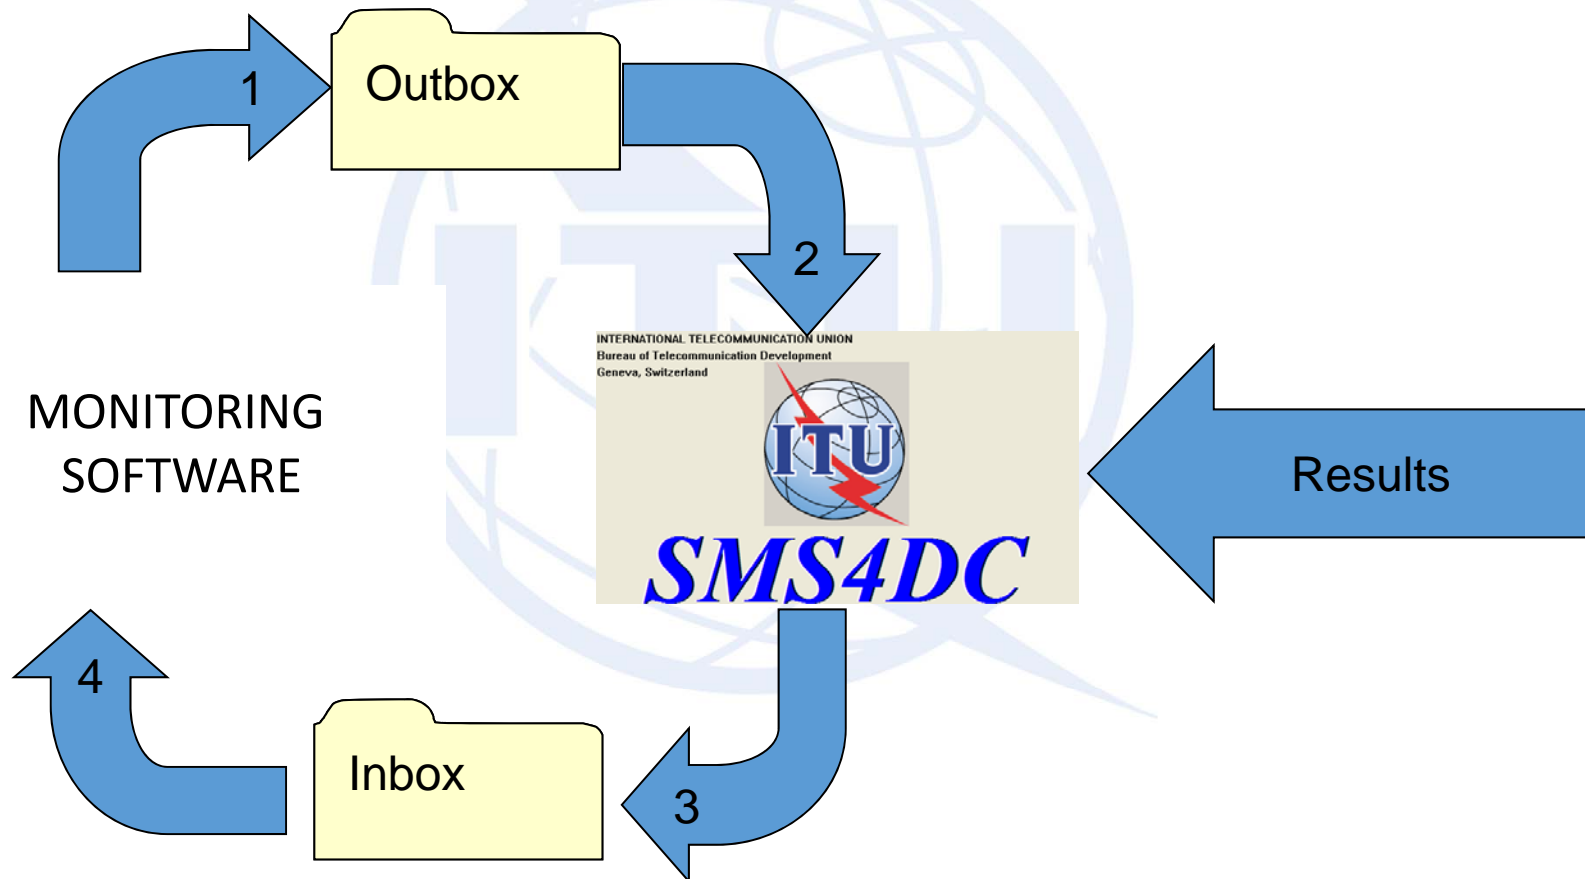 1
Outbox
2
INTERNATIONAL TELECOMMUNICATION UNION
Bureau of Telecommunication Development
Geneva, Switzerland
ITU
SMS4DC
MONITORING
SOFTWARE
Results
4
Inbox
3
ITU